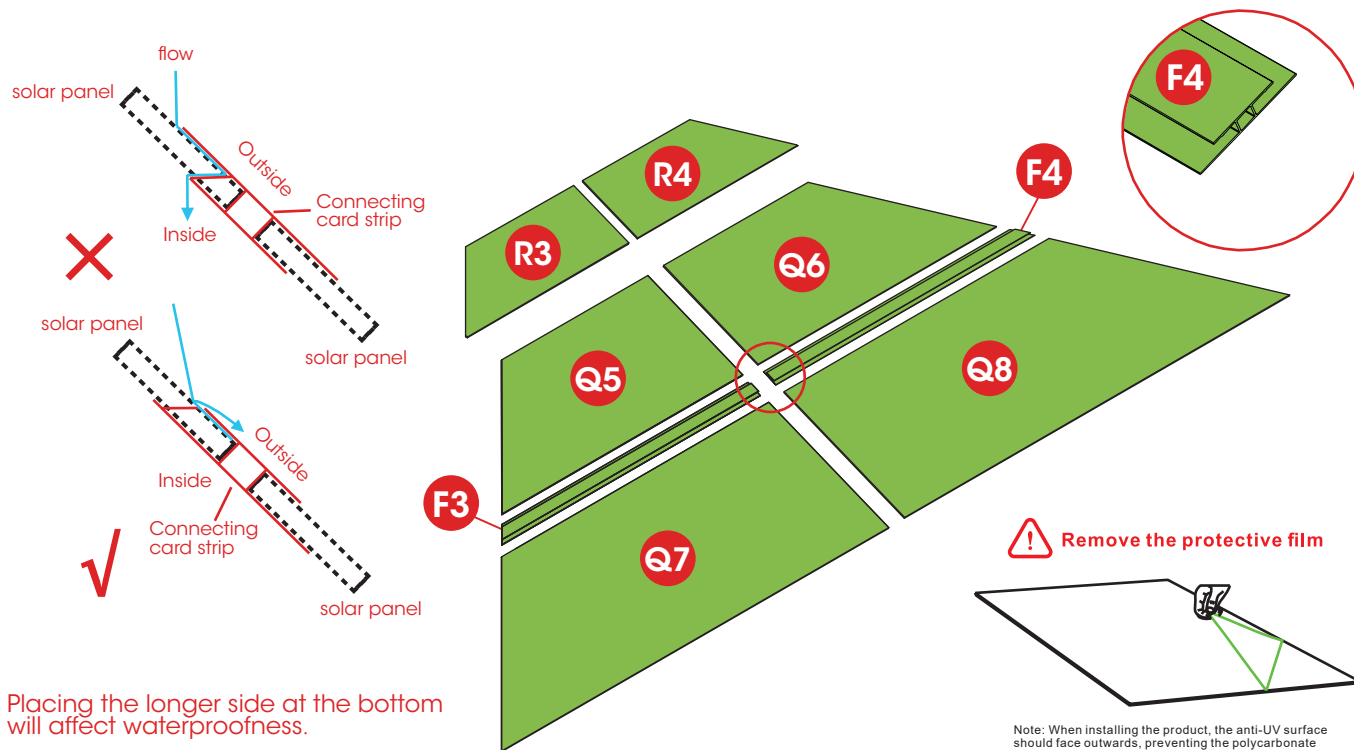 flow
solar panel
Outside
Connecting
card strip
Inside
solar panel
solar panel
Outside
Inside
Connecting
card strip
solar panel
Placing the longer side at the bottom
will affect waterproofness.
R4
R3
Q6
F4
Q5
Q8
F3
Q7
F4
Remove the protective film
Note: When installing the product, the anti-UV surface
should face outwards, preventing the polycarbonate